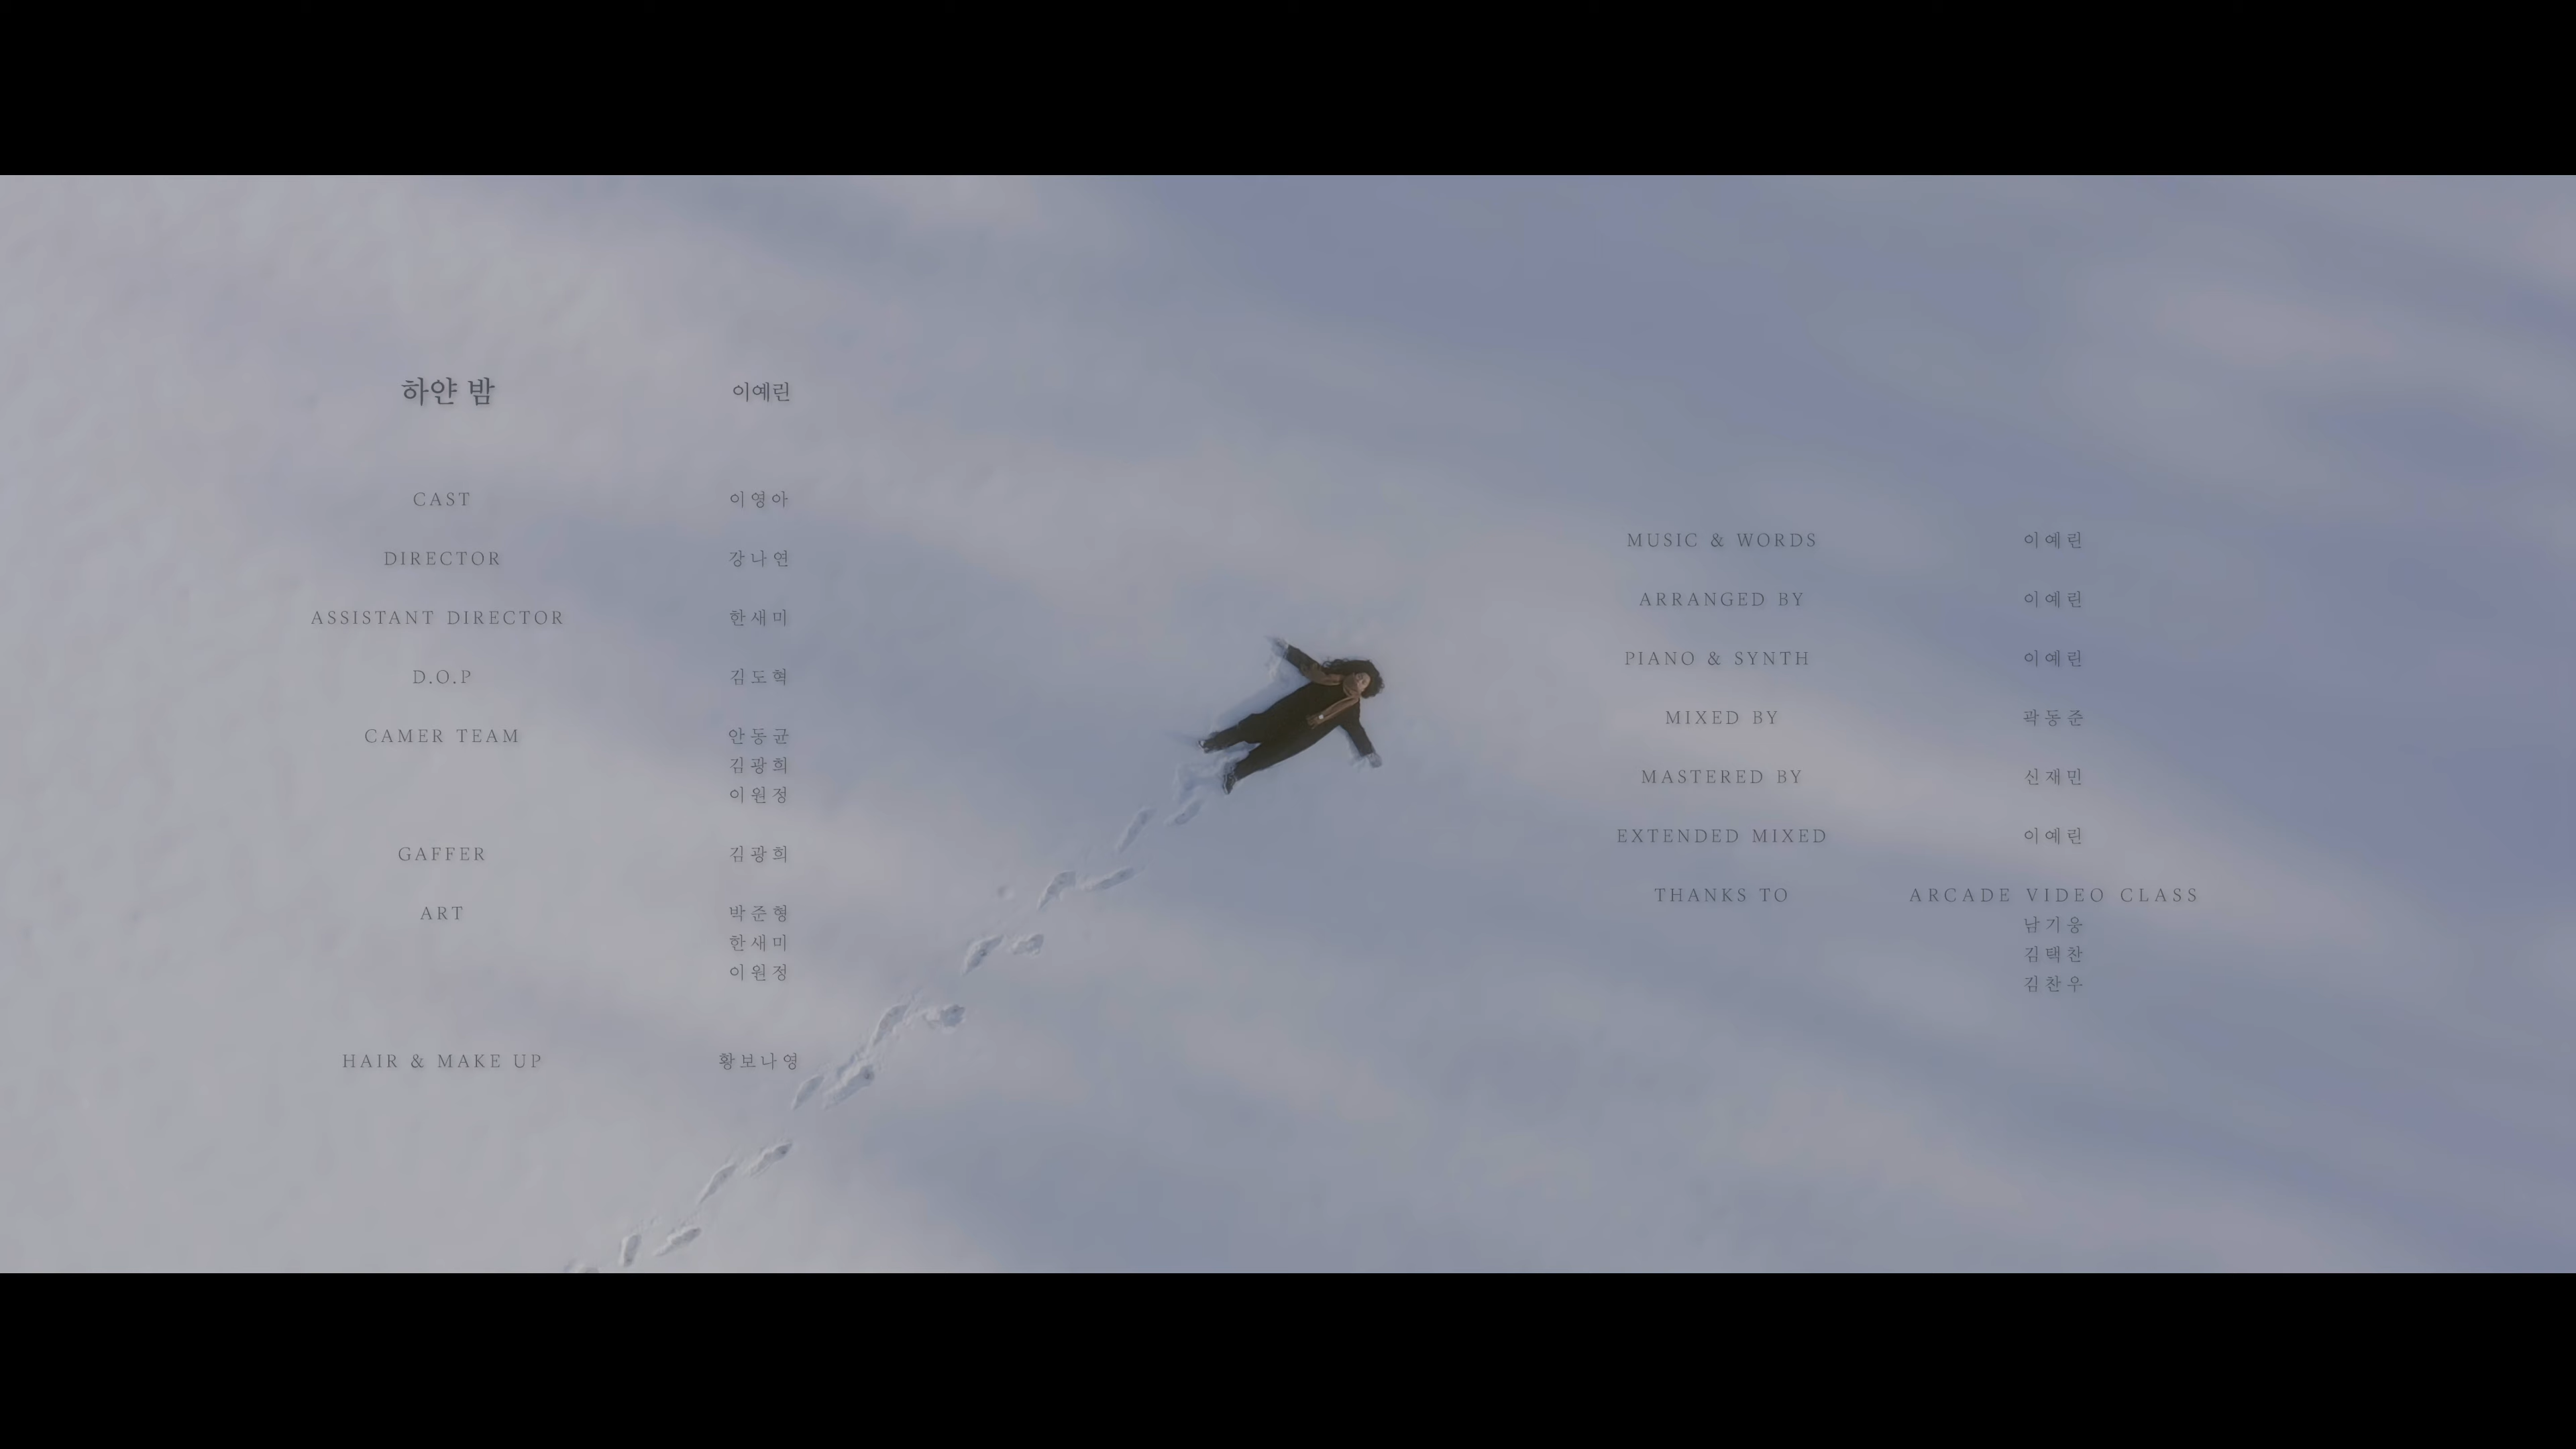 하얀 밤 이예린
CAST 이영아
DIRECTOR 강나연
ASSISTANT DIRECTOR 한새미
D.O.P 김도혁
CAMER TEAM 안동균
김광희
이원정
GAFFER 김광희
ART 박준형
한새미
이원정
HAIR & MAKE UP 황보나영
MUSIC & WORDS 이예린
ARRANGED BY 이예린
PIANO & SYNTH 이예린
MIXED BY 곽동준
MASTERED BY 신재민
EXTENDED MIXED 이예린
THANKS TO ARCADE VIDEO CLASS
남기웅
김택찬
김찬우